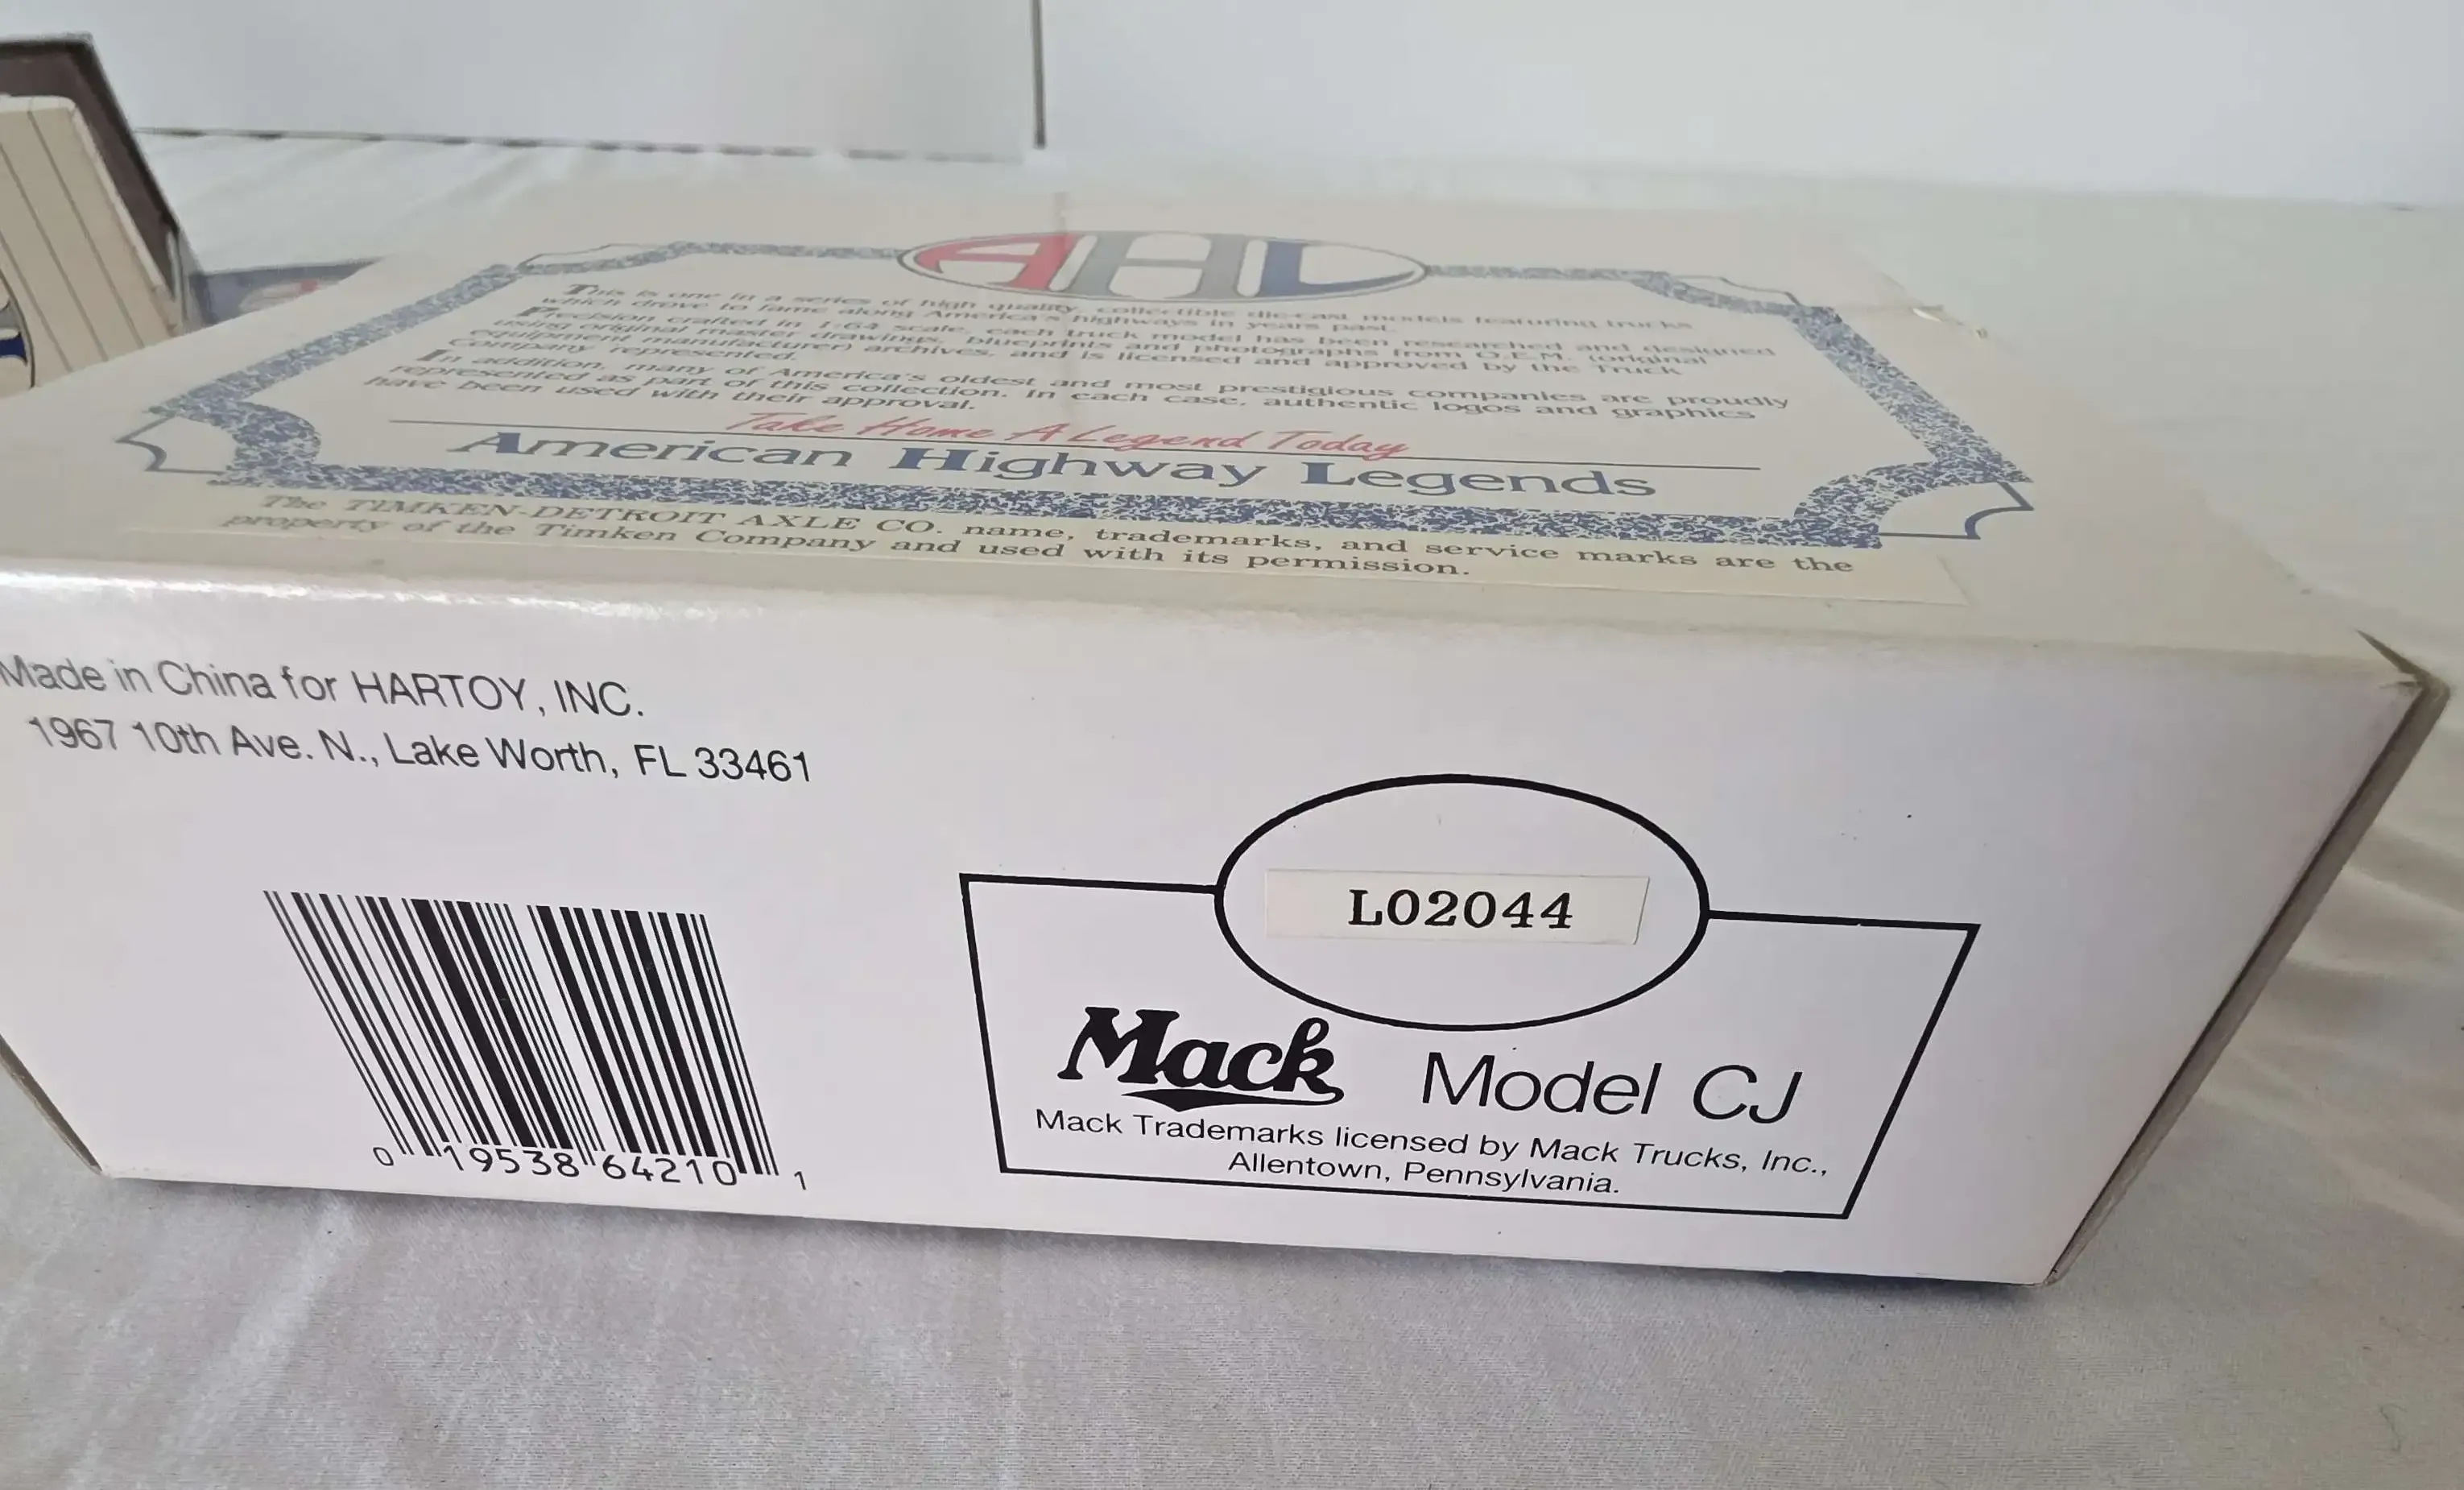 AHL
This is one in a series of high quality, collectible die-cast models featuring trucks
which drove to fame along America's highways in years past.
Precision crafted in 1:64 scale, each truck model has been researched and designed
using original master drawings, blueprints and photographs from O.E.M. (original
equipment manufacturer) archives, and is licensed and approved by the Truck
Company represented.
In addition, many of America's oldest and most prestigious companies are proudly
represented as part of this collection. In each case, authentic logos and graphics
have been used with their approval.
Take Home A Legend Today
American Highway Legends
The TIMKEN-DETROIT AXLE CO. name, trademarks, and service marks are the
property of the Timken Company and used with its permission.
Made in China for HARTOY, INC.
1967 10th Ave. N., Lake Worth, FL 33461
0 19538 64210 1
L02044
Mack Model CJ
Mack Trademarks licensed by Mack Trucks, Inc.,
Allentown, Pennsylvania.